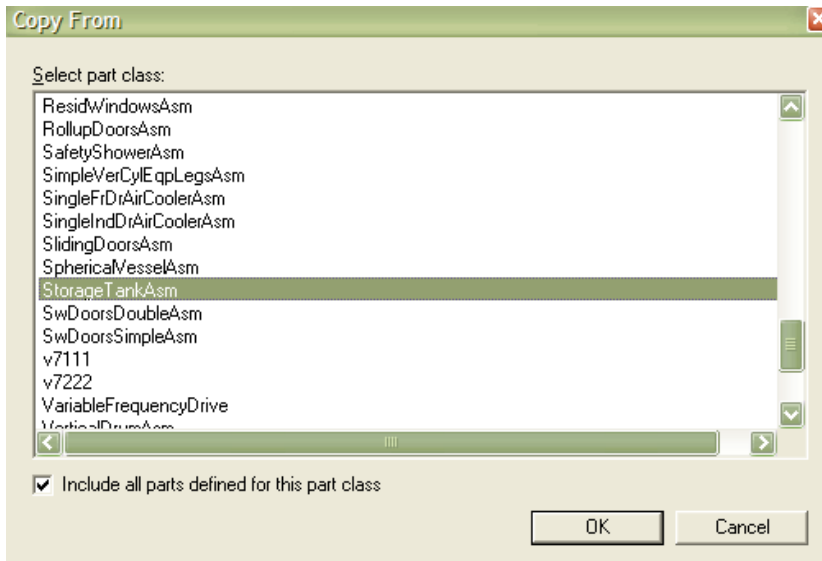 Copy From
Select part class:
ResidWindowsAsm
RollupDoorsAsm
SafetyShowerAsm
SimpleVerCylEqpLegsAsm
SingleFrDrAirCoolerAsm
SingleIndDrAirCoolerAsm
SlidingDoorsAsm
SphericalVesselAsm
StorageTankAsm
SwDoorsDoubleAsm
SwDoorsSimpleAsm
v7111
v7222
VariableFrequencyDrive
VerticalDrumAsm
Include all parts defined for this part class
OK
Cancel